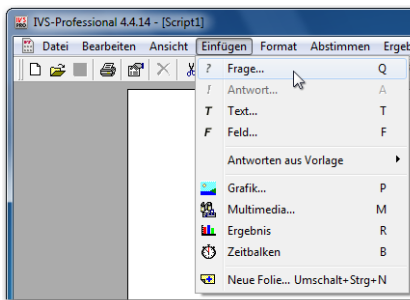 IVS-Professional 4.4.14 - [Script1]
Datei Bearbeiten Ansicht Einfügen Format Abstimmen Ergeb
? Frage... Q
! Antwort... A
T Text... T
F Feld... F
Antworten aus Vorlage
Grafik... P
Multimedia... M
Ergebnis R
Zeitbalken B
Neue Folie... Umschalt+Strg+N